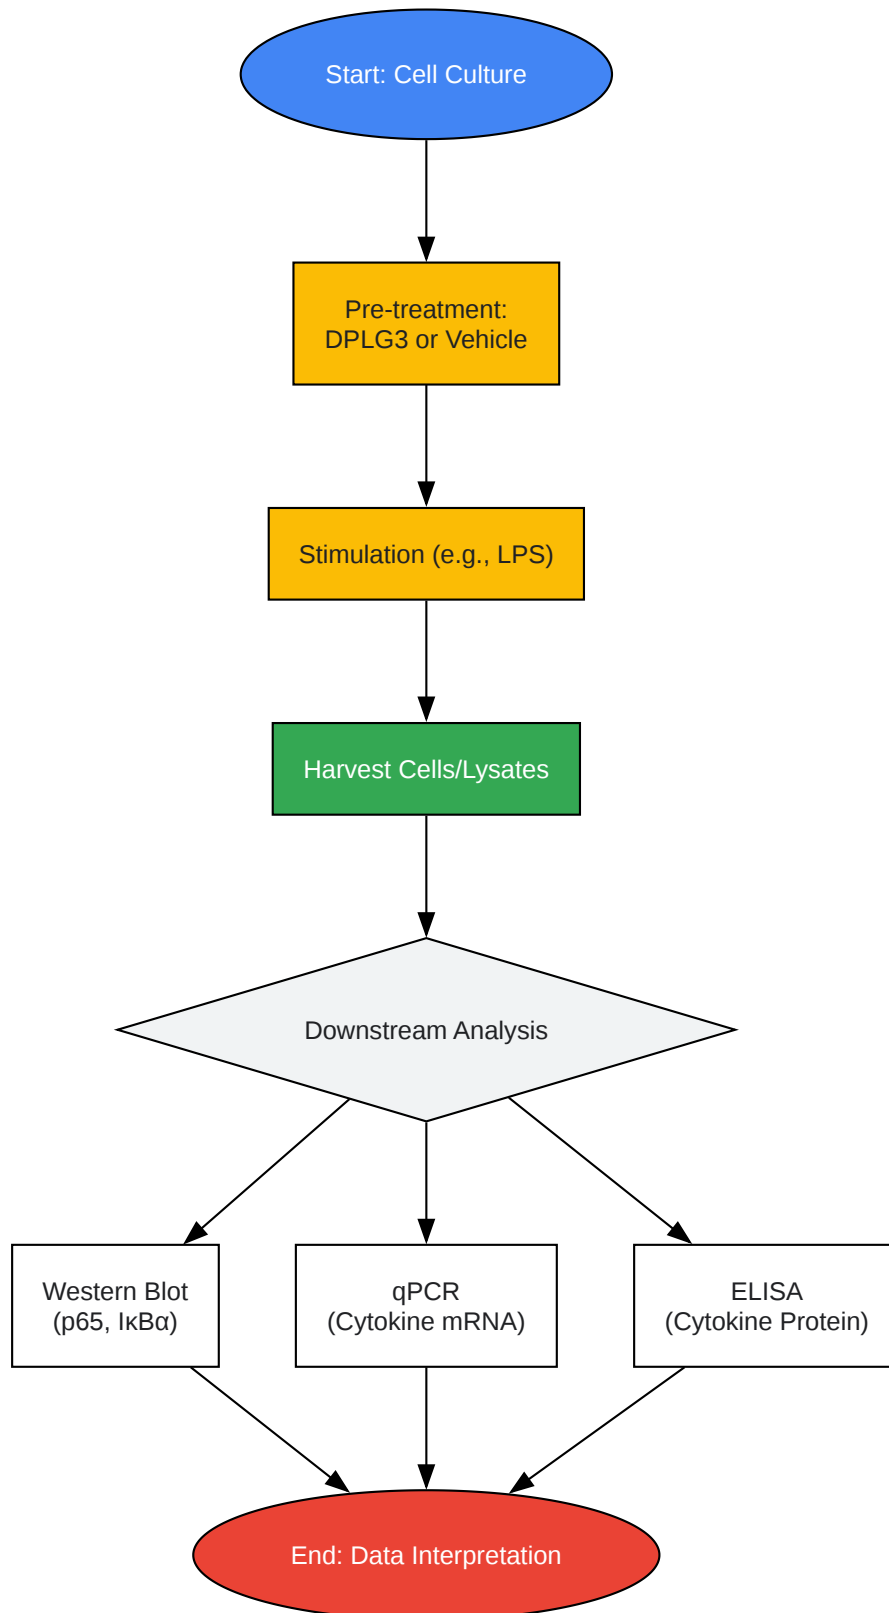 Start: Cell Culture
Pre-treatment:
DPLG3 or Vehicle
Stimulation (e.g., LPS)
Harvest Cells/Lysates
Downstream Analysis
Western Blot
(p65, IκBα)
qPCR
(Cytokine mRNA)
ELISA
(Cytokine Protein)
End: Data Interpretation